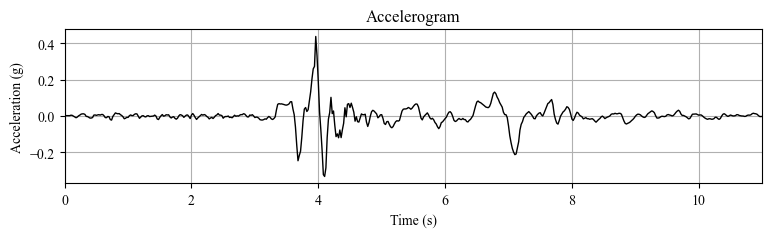 Accelerogram
Acceleration (g)
0.4
0.2
0.0
−0.2
0 2 4 6 8 10
Time (s)